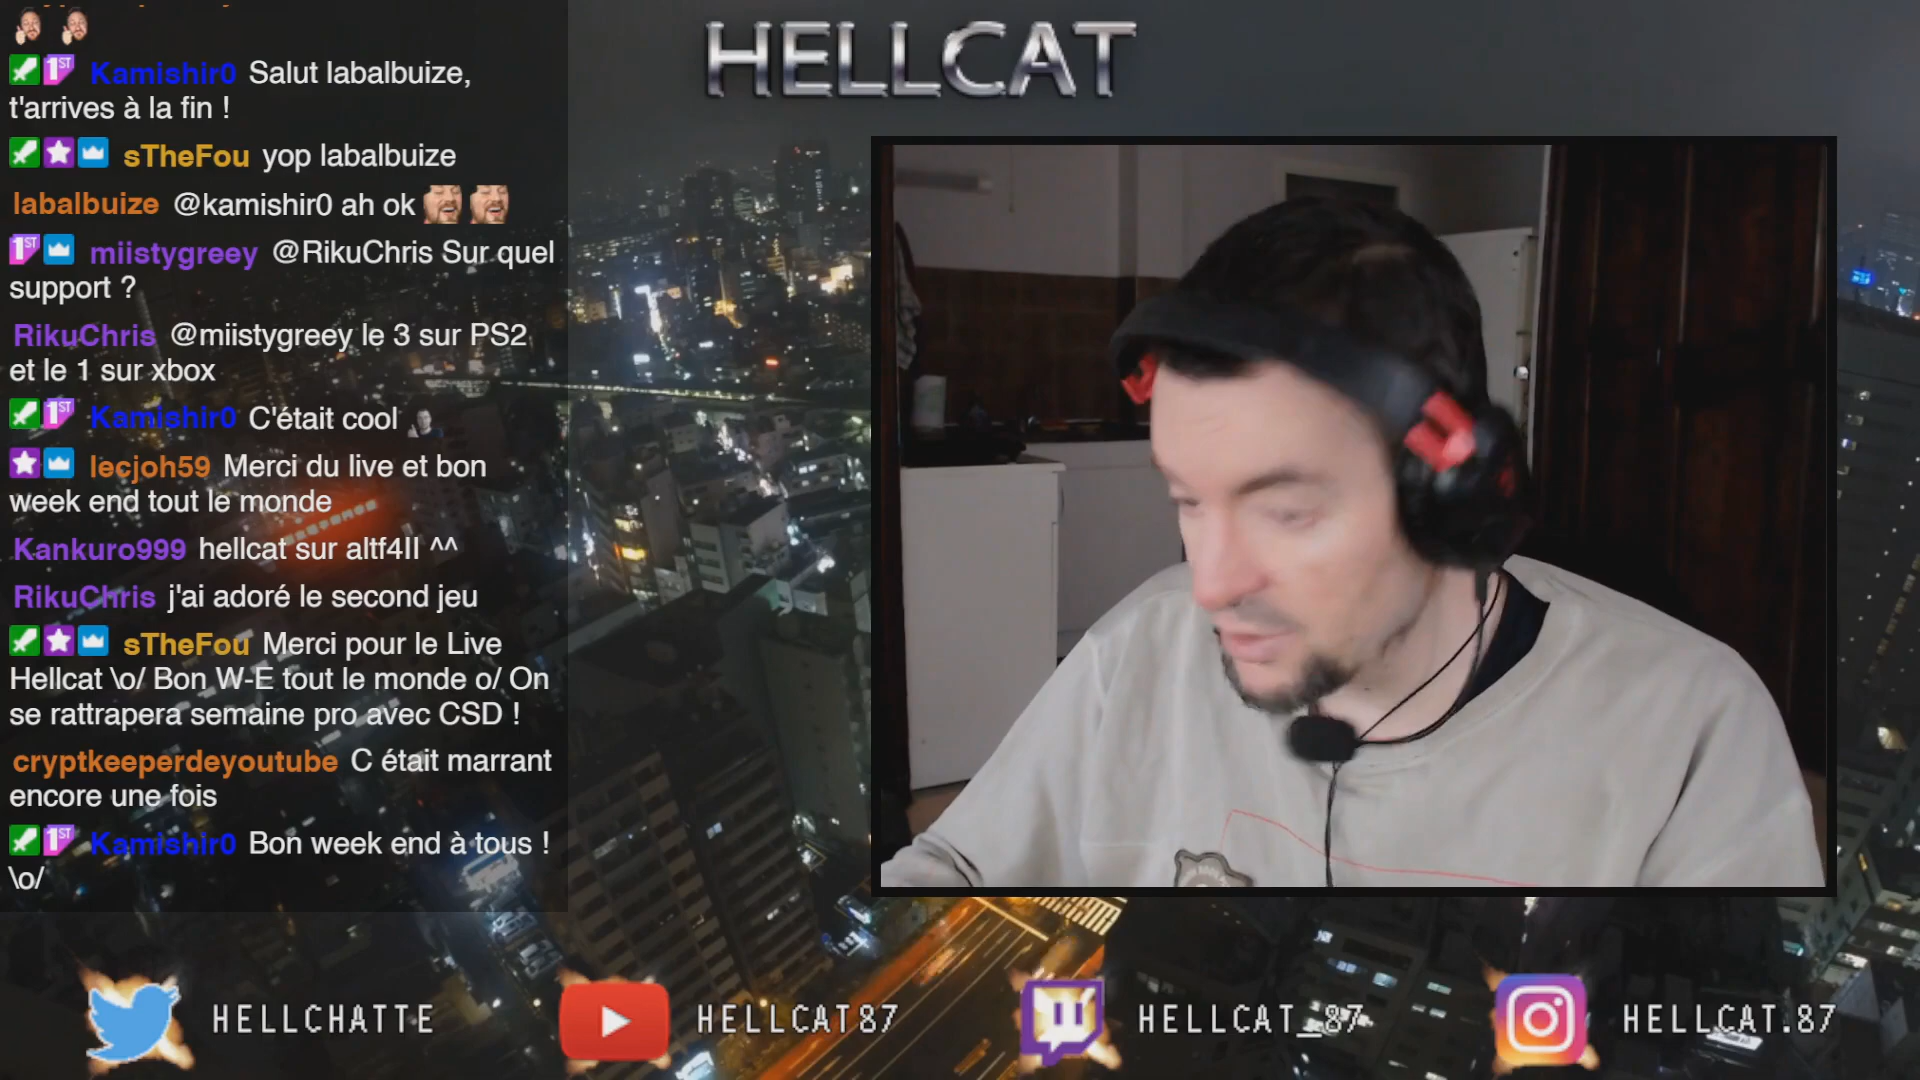 HELLCAT
Kamishir0 Salut labalbuize,
t'arrives à la fin !
sTheFou yop labalbuize
labalbuize @kamishir0 ah ok
miistygreey @RikuChris Sur quel
support ?
RikuChris @miistygreey le 3 sur PS2
et le 1 sur xbox
Kamishir0 C'était cool
lecjoh59 Merci du live et bon
week end tout le monde
Kankuro999 hellcat sur altf4II ^^
RikuChris j'ai adoré le second jeu
sTheFou Merci pour le Live
Hellcat \o/ Bon W-E tout le monde o/ On
se rattrapera semaine pro avec CSD !
cryptkeeperdeyoutube C était marrant
encore une fois
Kamishir0 Bon week end à tous !
\o/
HELLCHATTE
HELLCAT87
HELLCAT_87
HELLCAT.87